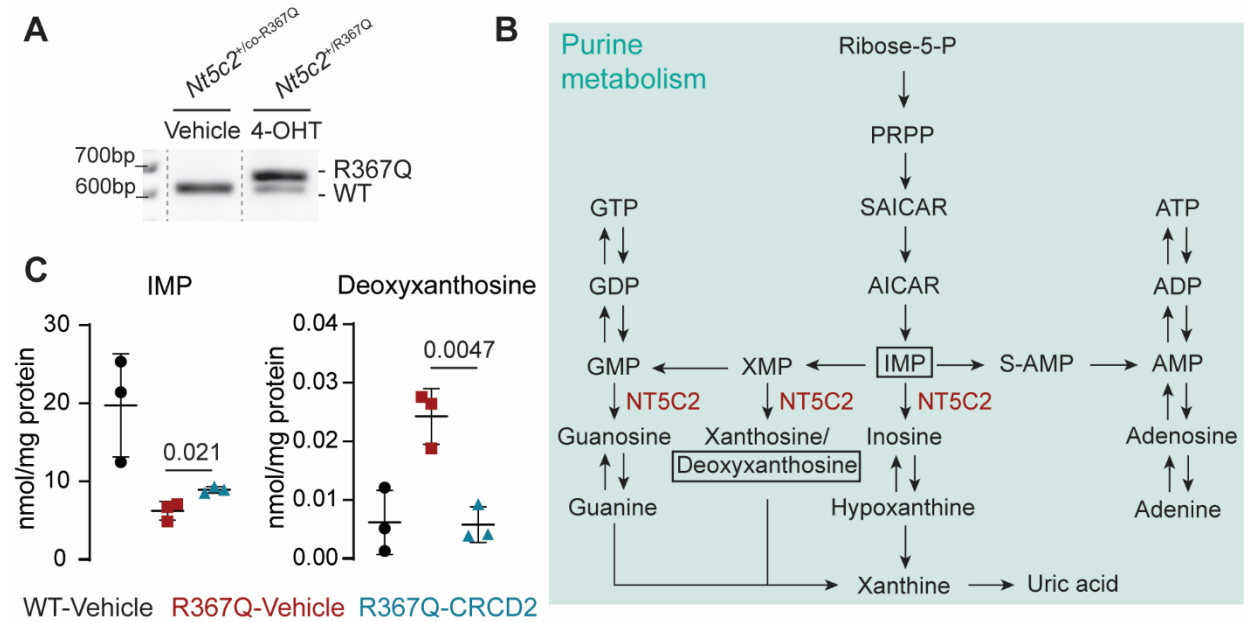 A
Nt5c2+/co-R367Q
Nt5c2+/R367Q
Vehicle 4-OHT
700bp
600bp
R367Q
WT
B
Purine
metabolism
Ribose-5-P
PRPP
SAICAR
AICAR
GTP
ATP
GDP
ADP
GMP XMP IMP S-AMP AMP
NT5C2 NT5C2 NT5C2
Guanosine Xanthosine/ Inosine Adenosine
Deoxyxanthosine
Guanine Hypoxanthine Adenine
Xanthine Uric acid
C
IMP
nmol/mg protein
30
20
10
0
0.021
Deoxyxanthosine
nmol/mg protein
0.04
0.03
0.02
0.01
0.00
0.0047
WT-Vehicle R367Q-Vehicle R367Q-CRCD2